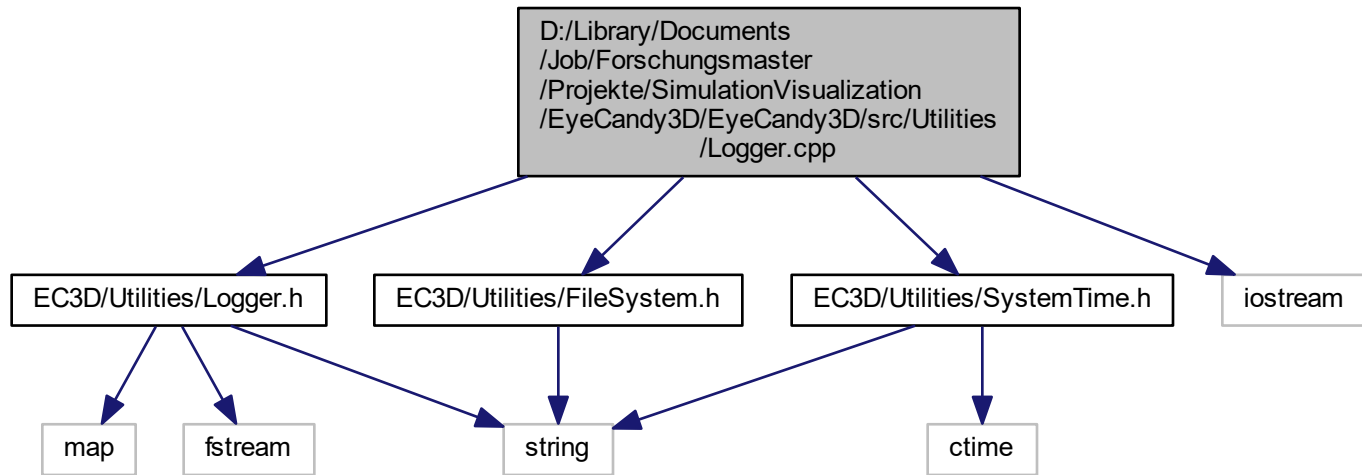 D:/Library/Documents
/Job/Forschungsmaster
/Projekte/SimulationVisualization
/EyeCandy3D/EyeCandy3D/src/Utilities
/Logger.cpp
EC3D/Utilities/Logger.h
EC3D/Utilities/FileSystem.h
EC3D/Utilities/SystemTime.h
iostream
map
fstream
string
ctime